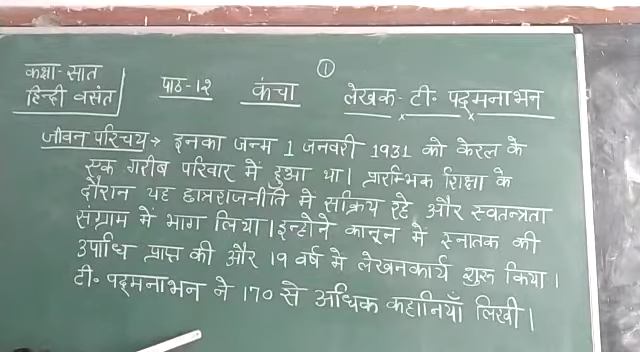 ①
कक्षा-सात
हिन्दी वसंत
पाठ-१२ कंचा लेखक- टी॰ पद्मनाभन
जीवन परिचय→ इनका जन्म 1 जनवरी 1931 को केरल के
एक गरीब परिवार में हुआ था। प्रारम्भिक शिक्षा के
दौरान यह छात्रराजनीति में सक्रिय रहे और स्वतन्त्रता
संग्राम में भाग लिया। इन्होने कानून में स्नातक की
उपाधि प्राप्त की और 19 वर्ष मे लेखनकार्य शुरू किया।
टी॰ पद्मनाभन ने 170 से अधिक कहानियाँ लिखी।